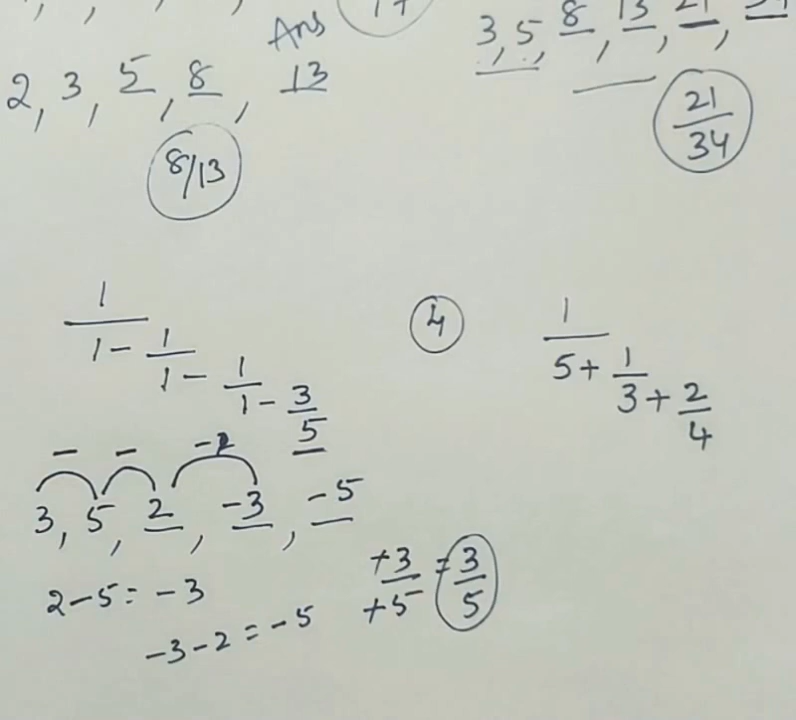 Ans
2, 3, 5, 8, 13
8/13
3, 5, 8, 13, 21
21/34
1/(1 - 1/(1 - 1/(1 - 3/5)))
- - -2
3, 5, 2, -3, -5
2-5 = -3
-3-2 = -5
+3/+5 = 3/5
4
1/(5 + 1/(3 + 2/4))